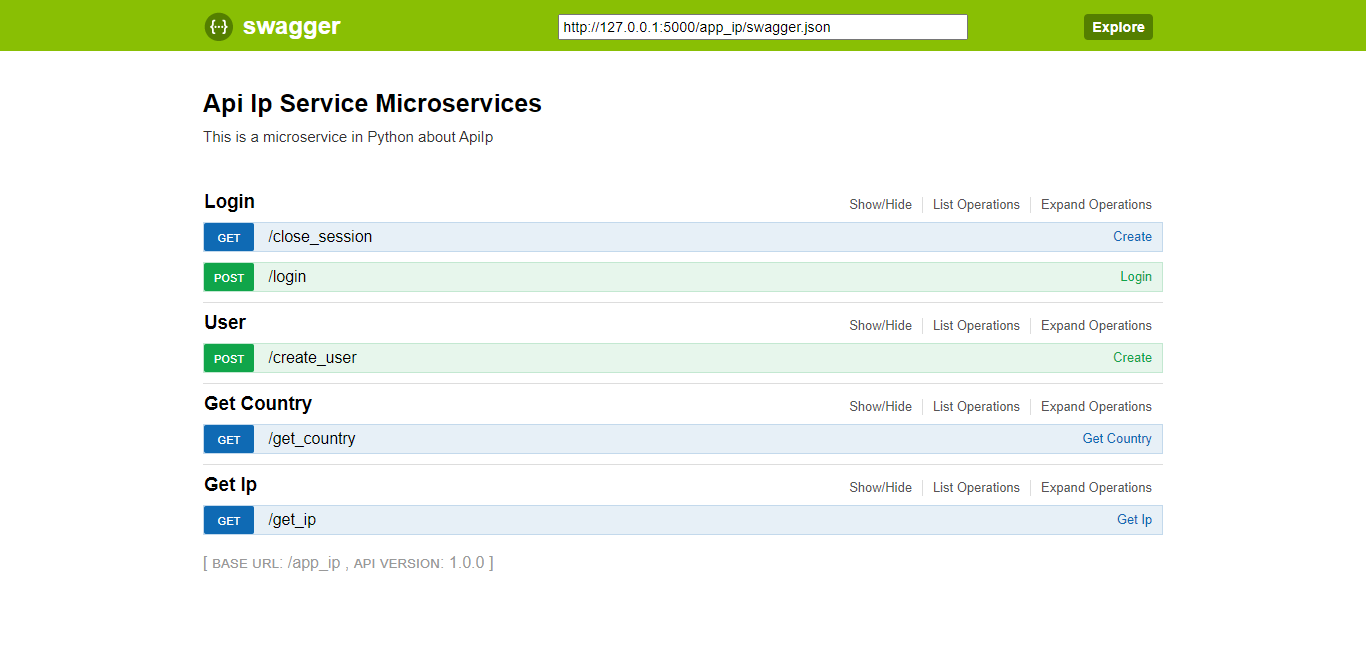 {···} swagger http://127.0.0.1:5000/app_ip/swagger.json Explore
Api Ip Service Microservices
This is a microservice in Python about ApiIp
Login Show/Hide List Operations Expand Operations
GET /close_session Create
POST /login Login
User Show/Hide List Operations Expand Operations
POST /create_user Create
Get Country Show/Hide List Operations Expand Operations
GET /get_country Get Country
Get Ip Show/Hide List Operations Expand Operations
GET /get_ip Get Ip
[ BASE URL: /app_ip , API VERSION: 1.0.0 ]